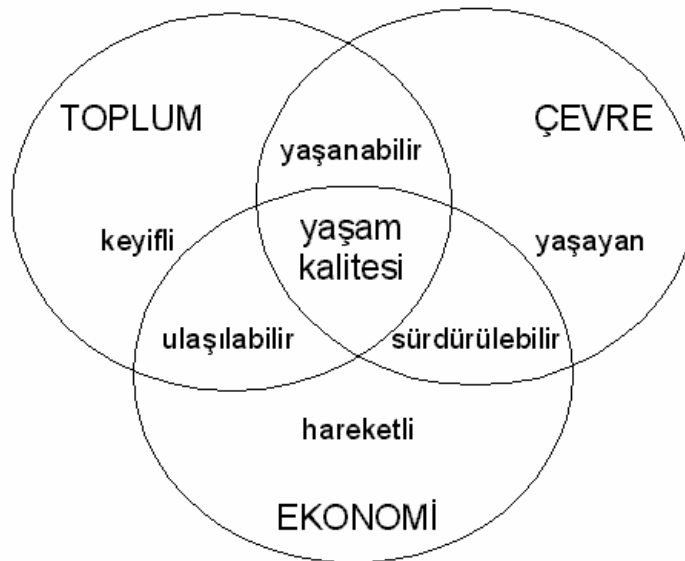 TOPLUM
ÇEVRE
yaşanabilir
keyifli
yaşam
kalitesi
yaşayan
ulaşılabilir
sürdürülebilir
hareketli
EKONOMİ